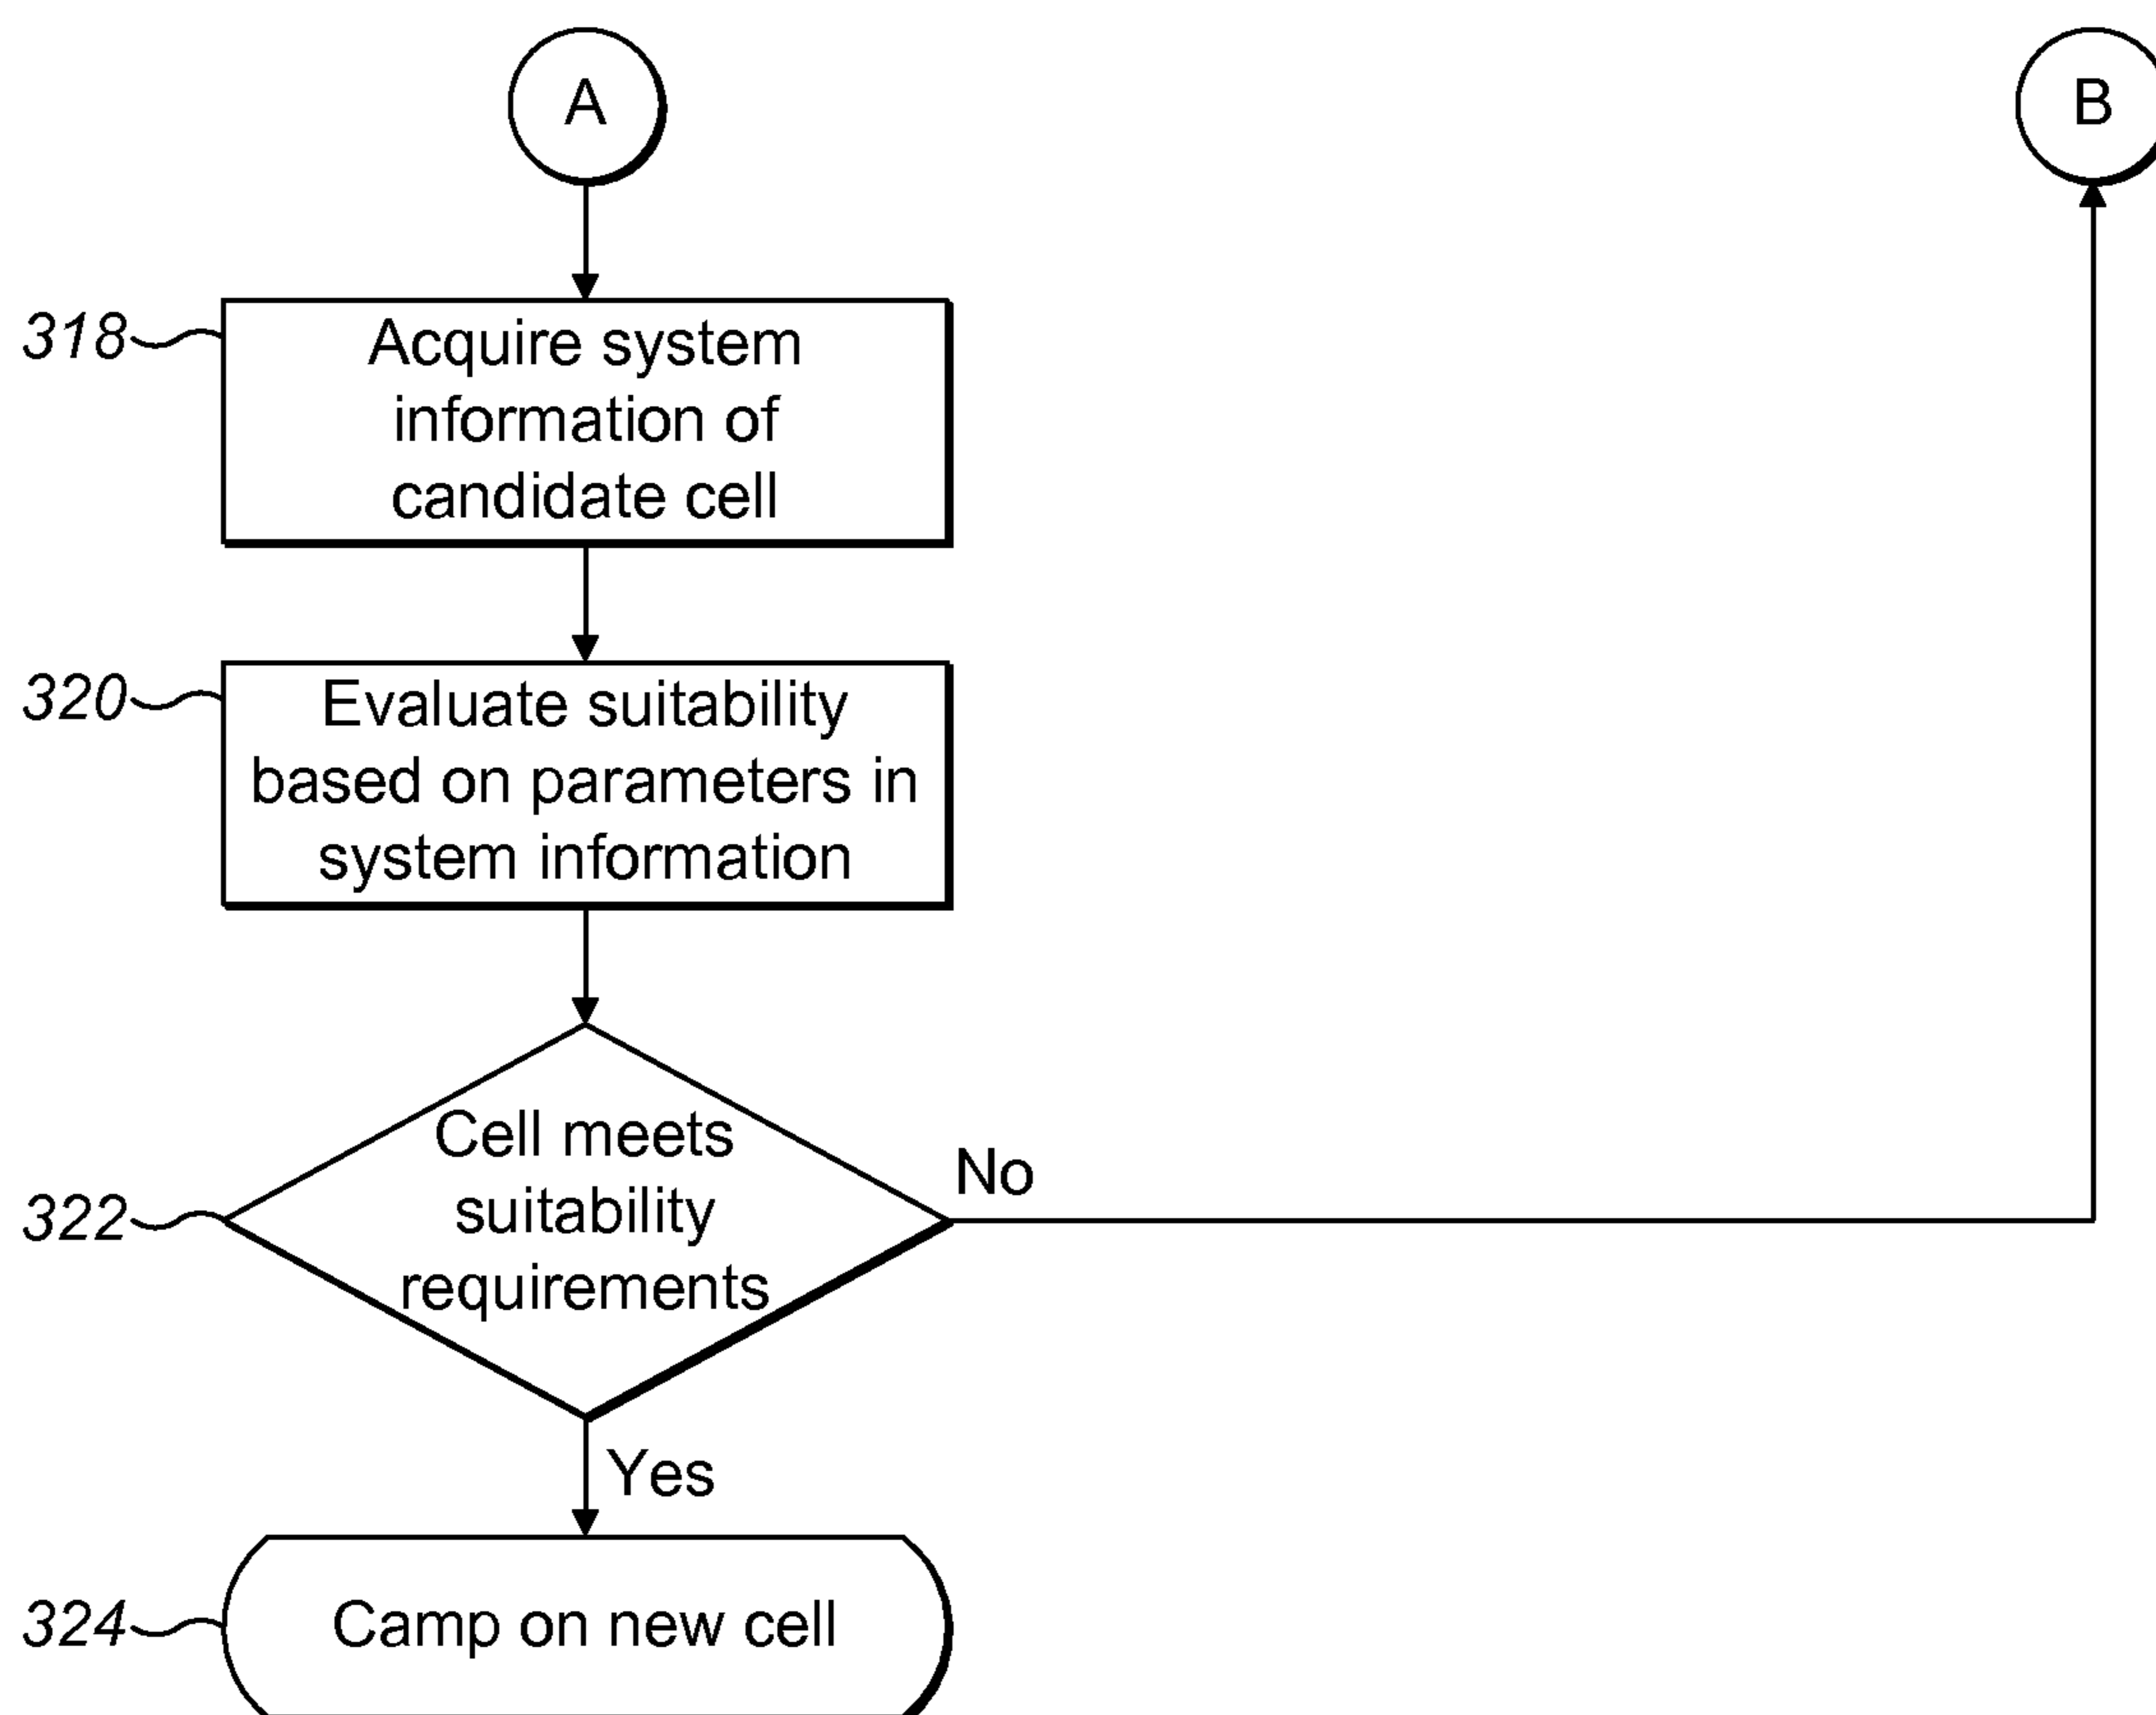 A
B
318
Acquire system
information of
candidate cell
320
Evaluate suitability
based on parameters in
system information
322
Cell meets
suitability
requirements
No
Yes
324
Camp on new cell